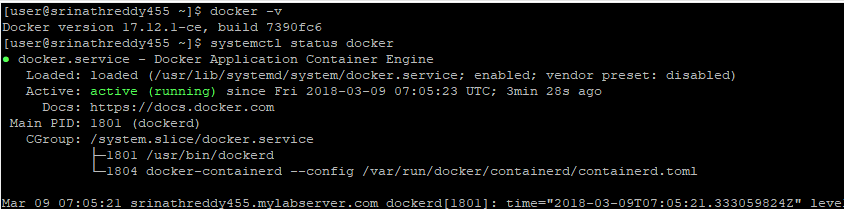 [user@srinathreddy455 ~]$ docker -v
Docker version 17.12.1-ce, build 7390fc6
[user@srinathreddy455 ~]$ systemctl status docker
● docker.service - Docker Application Container Engine
   Loaded: loaded (/usr/lib/systemd/system/docker.service; enabled; vendor preset: disabled)
   Active: active (running) since Fri 2018-03-09 07:05:23 UTC; 3min 28s ago
     Docs: https://docs.docker.com
 Main PID: 1801 (dockerd)
   CGroup: /system.slice/docker.service
           ├─1801 /usr/bin/dockerd
           └─1804 docker-containerd --config /var/run/docker/containerd/containerd.toml
Mar 09 07:05:21 srinathreddy455.mylabserver.com dockerd[1801]: time="2018-03-09T07:05:21.333059824Z" leve